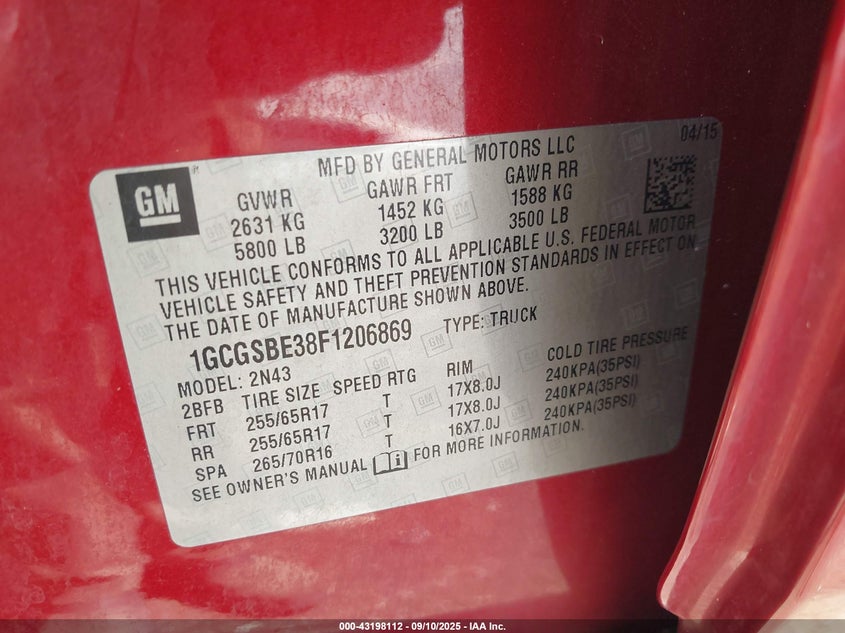 04/15
MFD BY GENERAL MOTORS LLC
GM
GVWR GAWR FRT GAWR RR
2631 KG 1452 KG 1588 KG
5800 LB 3200 LB 3500 LB
THIS VEHICLE CONFORMS TO ALL APPLICABLE U.S. FEDERAL MOTOR
VEHICLE SAFETY AND THEFT PREVENTION STANDARDS IN EFFECT ON
THE DATE OF MANUFACTURE SHOWN ABOVE.
1GCGSBE38F1206869 TYPE: TRUCK
MODEL: 2N43
2BFB TIRE SIZE SPEED RTG RIM COLD TIRE PRESSURE
FRT 255/65R17 T 17X8.0J 240KPA(35PSI)
RR 255/65R17 T 17X8.0J 240KPA(35PSI)
SPA 265/70R16 T 16X7.0J 240KPA(35PSI)
SEE OWNER'S MANUAL FOR MORE INFORMATION.
000-43198112 - 09/10/2025 - IAA Inc.